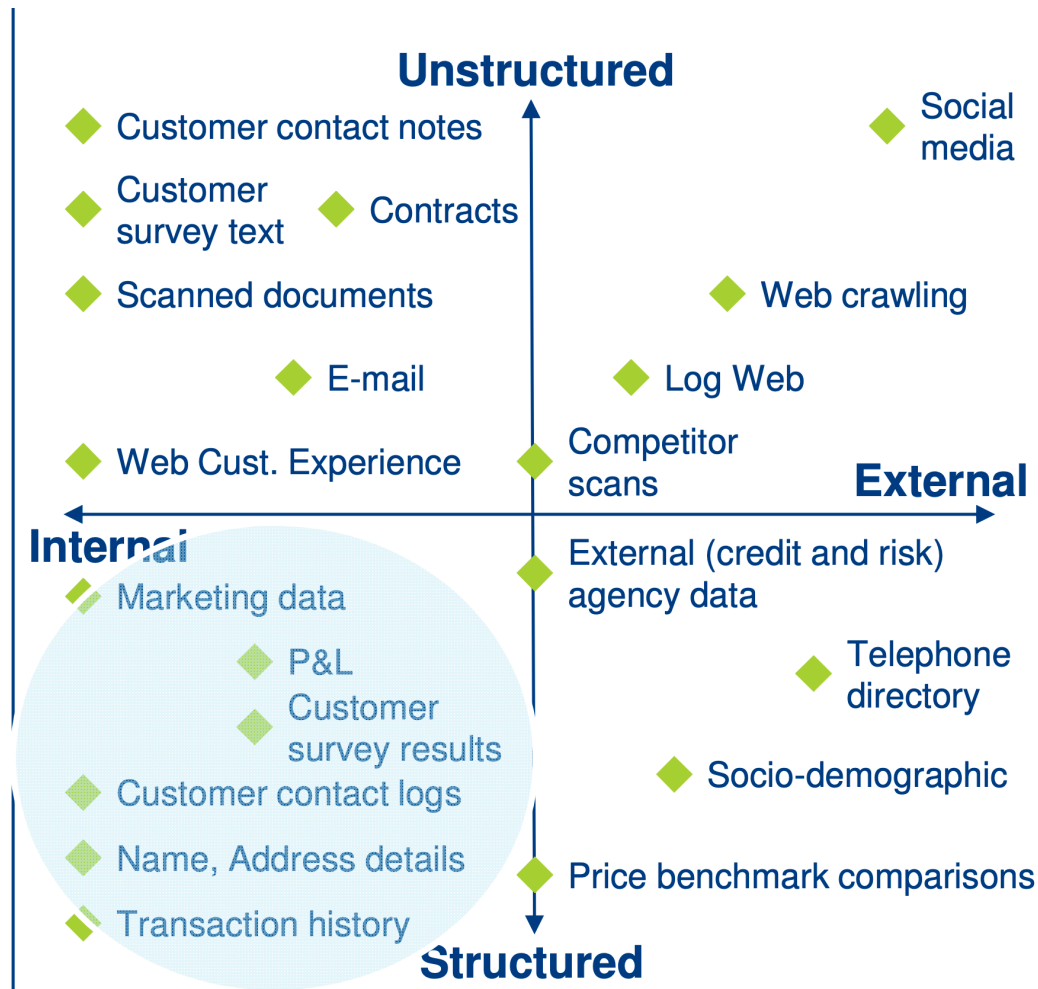 Unstructured
Customer contact notes
Social
media
Customer
survey text
Contracts
Scanned documents
Web crawling
E-mail
Log Web
Web Cust. Experience
Competitor
scans
External
Internal
Marketing data
External (credit and risk)
agency data
P&L
Telephone
directory
Customer
survey results
Customer contact logs
Socio-demographic
Name, Address details
Price benchmark comparisons
Transaction history
Structured